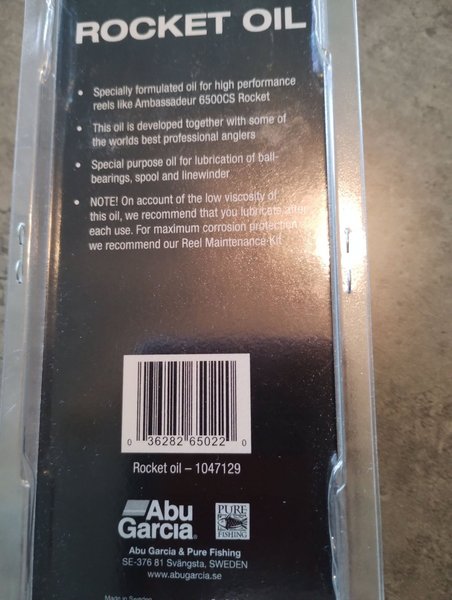 ROCKET OIL
• Specially formulated oil for high performance
reels like Ambassadeur 6500CS Rocket
• This oil is developed together with some of
the worlds best professional anglers
• Special purpose oil for lubrication of ball-
bearings, spool and linewinder
• NOTE! On account of the low viscosity of
this oil, we recommend that you lubricate after
each use. For maximum corrosion protection
we recommend our Reel Maintenance Kit
0 36282 65022 0
Rocket oil – 1047129
Abu
Garcia
PURE
FISHING
Abu Garcia & Pure Fishing
SE-376 81 Svängsta, SWEDEN
www.abugarcia.se
Made in Sweden